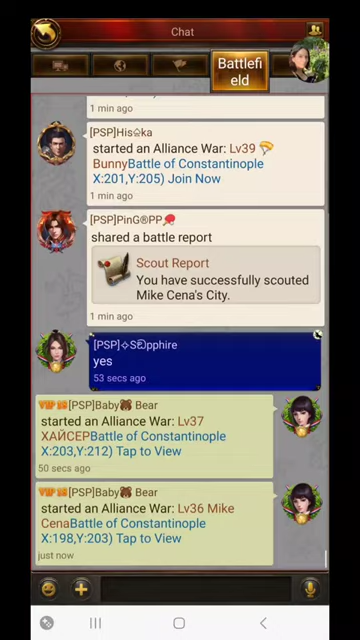 Chat
Battlefi
eld
1 min ago
[PSP]His♤ka
started an Alliance War: Lv39 🪭
BunnyBattle of Constantinople
X:201,Y:205) Join Now
1 min ago
[PSP]PinG®PP🏓
shared a battle report
Scout Report
You have successfully scouted
Mike Cena's City.
1 min ago
yes
53 secs ago
VIP 16[PSP]Baby🐻 Bear
started an Alliance War: Lv37
ХАЙСЕРBattle of Constantinople
X:203,Y:212) Tap to View
50 secs ago
[PSP]Baby🐻 Bear
started an Alliance War: Lv36 Mike
CenaBattle of Constantinople
X:198,Y:203) Tap to View
just now